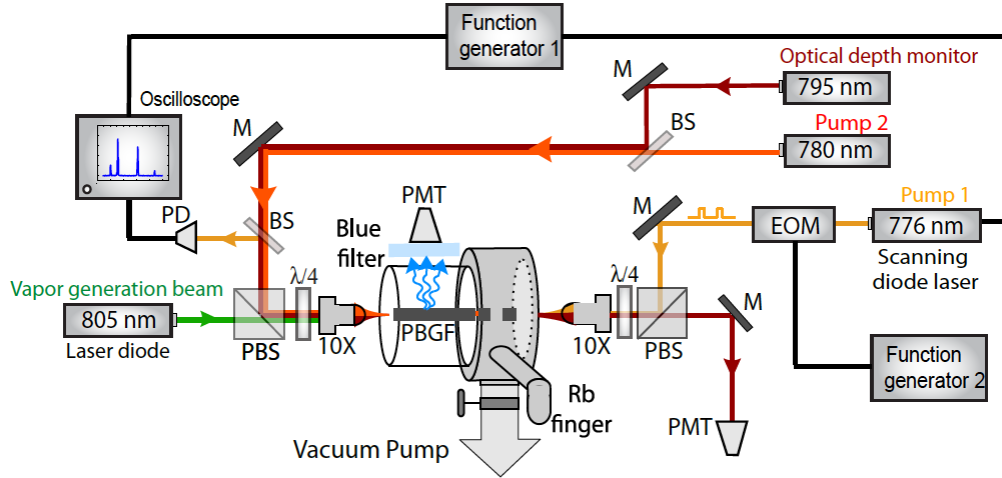 Function
generator 1
Optical depth monitor
795 nm
M
Oscilloscope
M
BS
Pump 2
780 nm
PMT
M
Pump 1
PD
BS
Blue
filter
EOM
776 nm
λ/4
λ/4
Scanning
diode laser
Vapor generation beam
805 nm
M
Laser diode
PBS
10X
PBGF
10X
PBS
Function
generator 2
Rb
finger
PMT
Vacuum Pump